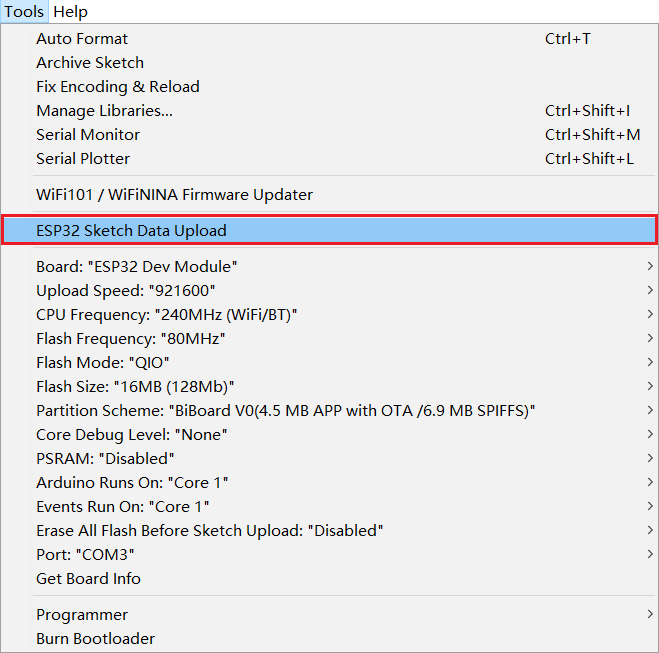 Tools Help
Auto Format Ctrl+T
Archive Sketch
Fix Encoding & Reload
Manage Libraries... Ctrl+Shift+I
Serial Monitor Ctrl+Shift+M
Serial Plotter Ctrl+Shift+L
WiFi101 / WiFiNINA Firmware Updater
ESP32 Sketch Data Upload
Board: "ESP32 Dev Module"
Upload Speed: "921600"
CPU Frequency: "240MHz (WiFi/BT)"
Flash Frequency: "80MHz"
Flash Mode: "QIO"
Flash Size: "16MB (128Mb)"
Partition Scheme: "BiBoard V0(4.5 MB APP with OTA /6.9 MB SPIFFS)"
Core Debug Level: "None"
PSRAM: "Disabled"
Arduino Runs On: "Core 1"
Events Run On: "Core 1"
Erase All Flash Before Sketch Upload: "Disabled"
Port: "COM3"
Get Board Info
Programmer
Burn Bootloader